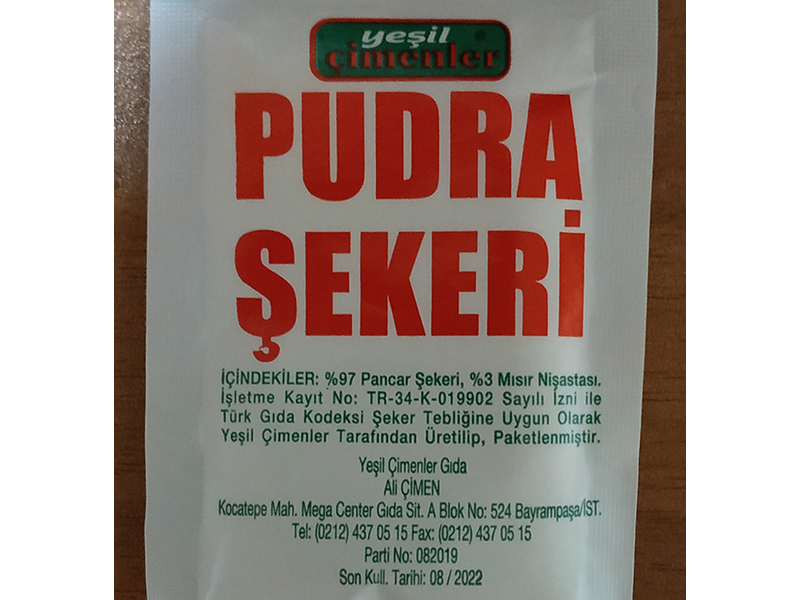 yeşil
çimenler
PUDRA
ŞEKERİ
İÇİNDEKİLER: %97 Pancar Şekeri, %3 Mısır Nişastası.
İşletme Kayıt No: TR-34-K-019902 Sayılı İzni ile
Türk Gıda Kodeksi Şeker Tebliğine Uygun Olarak
Yeşil Çimenler Tarafından Üretilip, Paketlenmiştir.
Yeşil Çimenler Gıda
Ali ÇİMEN
Kocatepe Mah. Mega Center Gıda Sit. A Blok No: 524 Bayrampaşa/İST.
Tel: (0212) 437 05 15 Fax: (0212) 437 05 15
Parti No: 082019
Son Kull. Tarihi: 08 / 2022